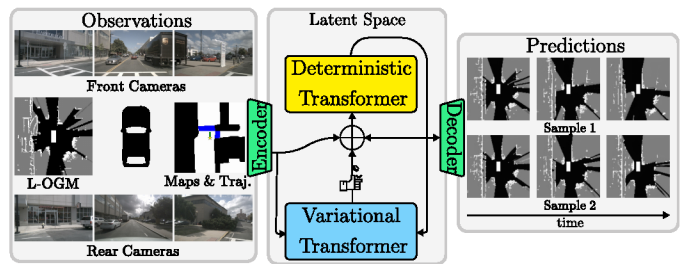 Observations
Front Cameras
L-OGM
Maps & Traj.
Rear Cameras
Encoder
Latent Space
Deterministic
Transformer
Variational
Transformer
Decoder
Predictions
Sample 1
Sample 2
time